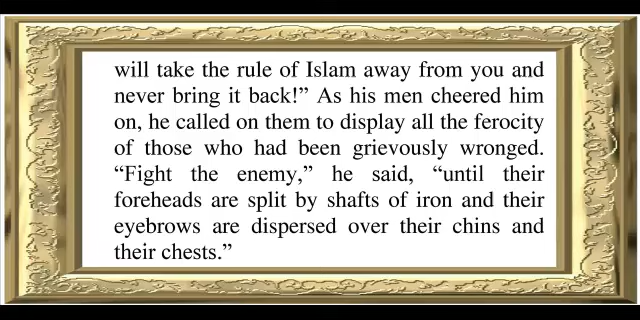 will take the rule of Islam away from you and
never bring it back!” As his men cheered him
on, he called on them to display all the ferocity
of those who had been grievously wronged.
“Fight the enemy,” he said, “until their
foreheads are split by shafts of iron and their
eyebrows are dispersed over their chins and
their chests.”